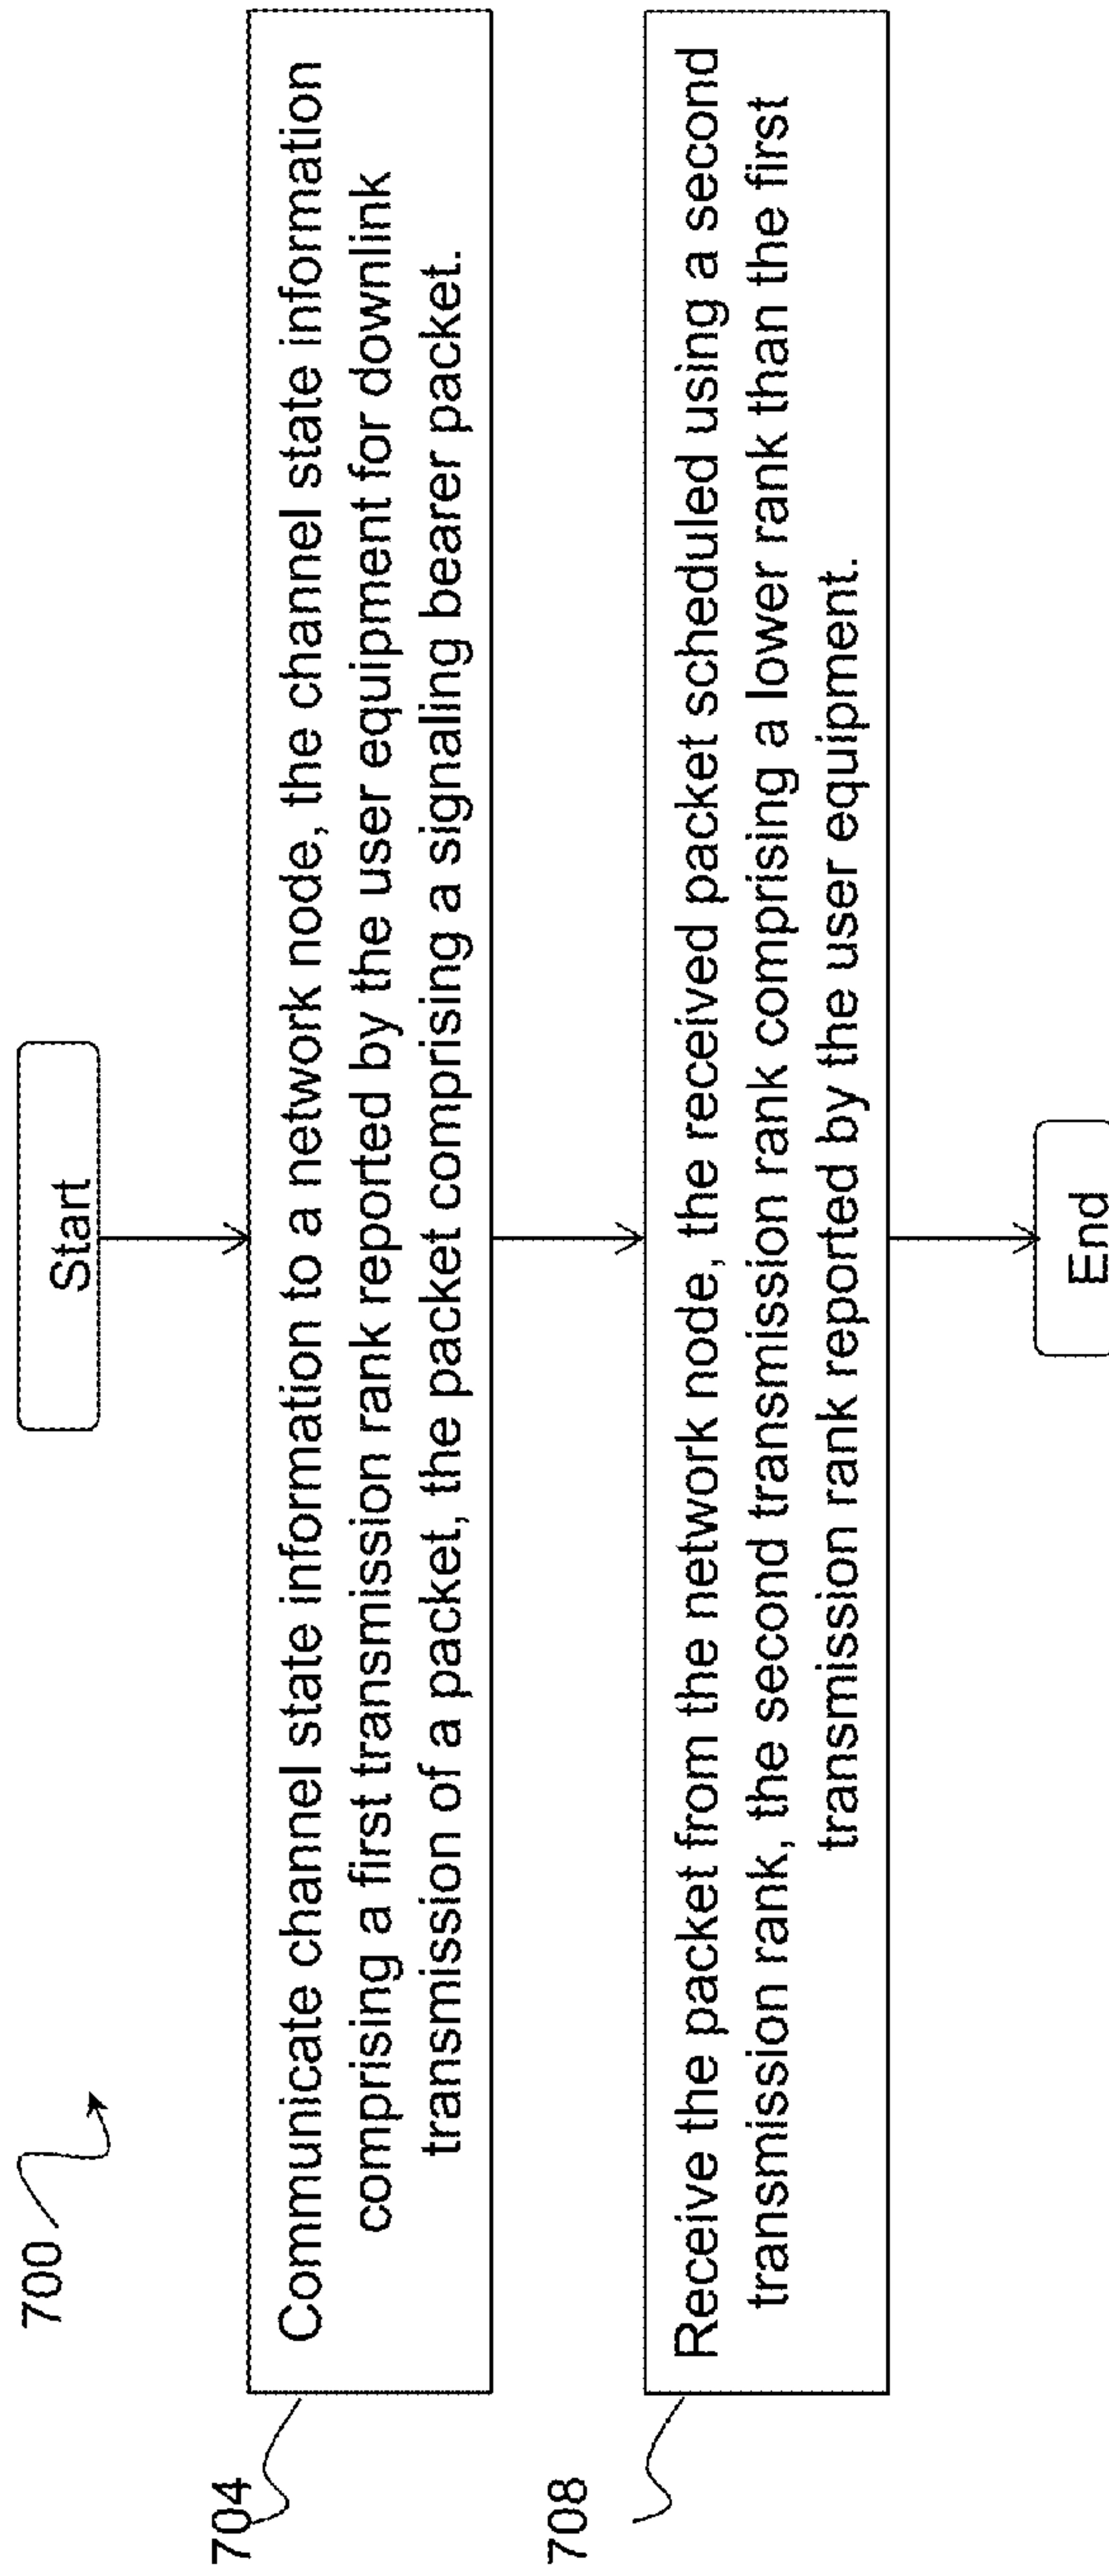 700
Start
704
Communicate channel state information to a network node, the channel state information
comprising a first transmission rank reported by the user equipment for downlink
transmission of a packet, the packet comprising a signaling bearer packet.
708
Receive the packet from the network node, the received packet scheduled using a second
transmission rank, the second transmission rank comprising a lower rank than the first
transmission rank reported by the user equipment.
End